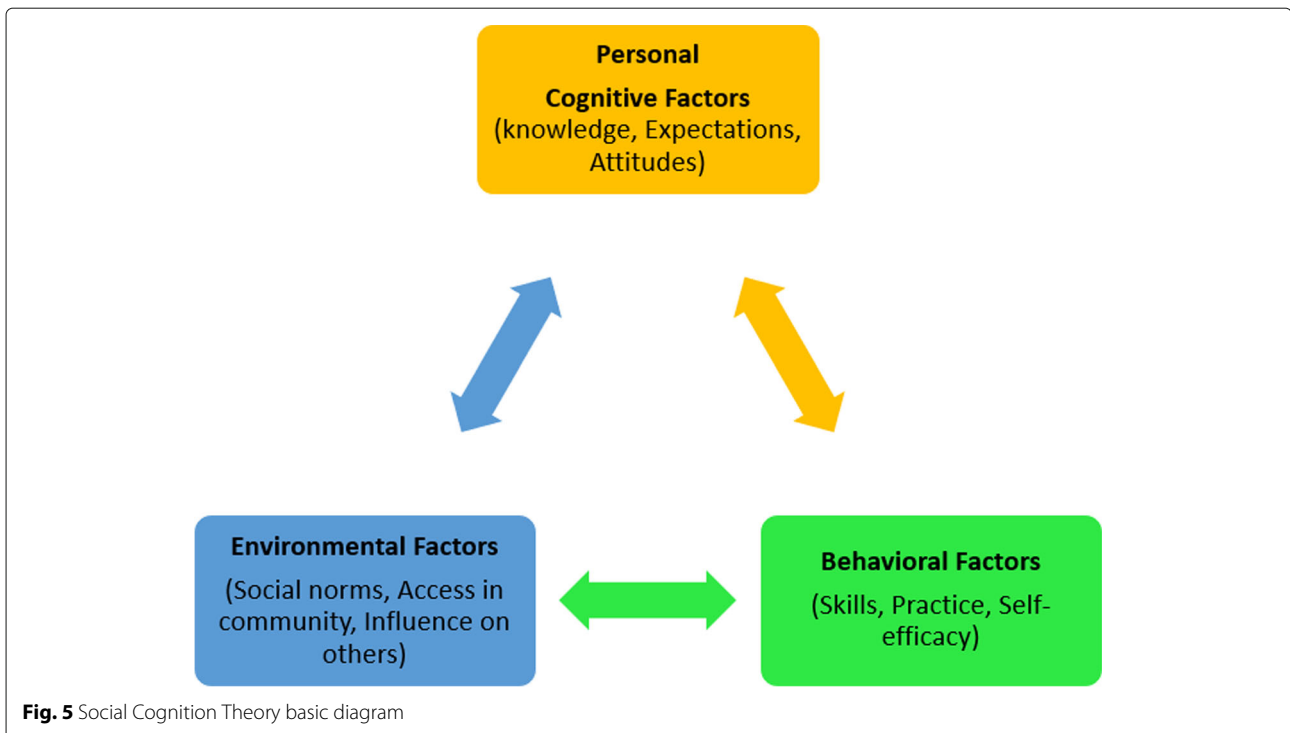 Personal
Cognitive Factors
(knowledge, Expectations,
Attitudes)
Environmental Factors
(Social norms, Access in
community, Influence on
others)
Behavioral Factors
(Skills, Practice, Self-
efficacy)
Fig. 5 Social Cognition Theory basic diagram